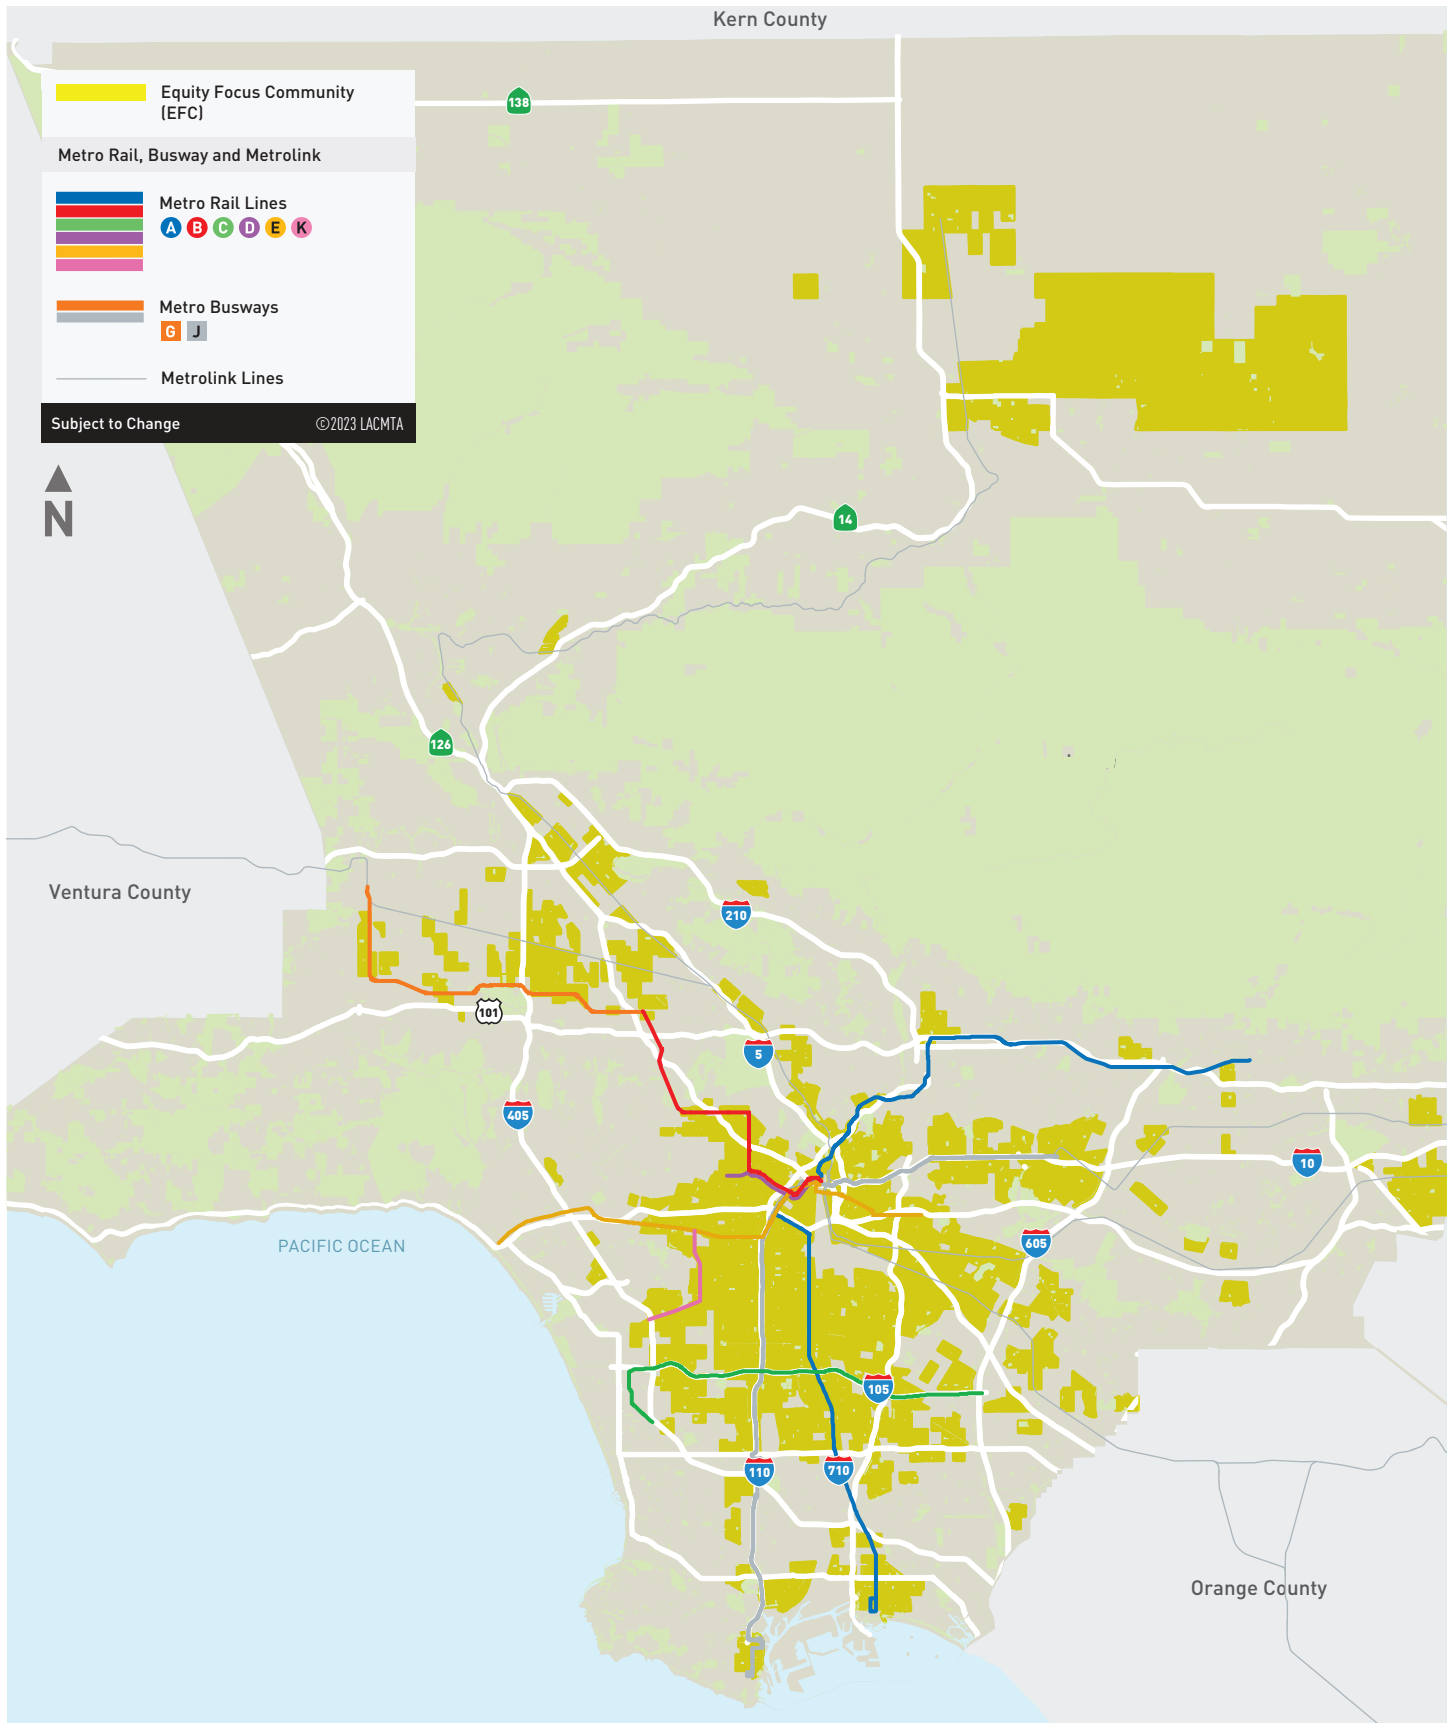 Kern County
Equity Focus Community
(EFC)
138
Metro Rail, Busway and Metrolink
Metro Rail Lines
A B C D E K
Metro Busways
G J
Metrolink Lines
Subject to Change ©2023 LACMTA
N
14
126
Ventura County
210
101
5
405
10
PACIFIC OCEAN
605
105
110
710
Orange County